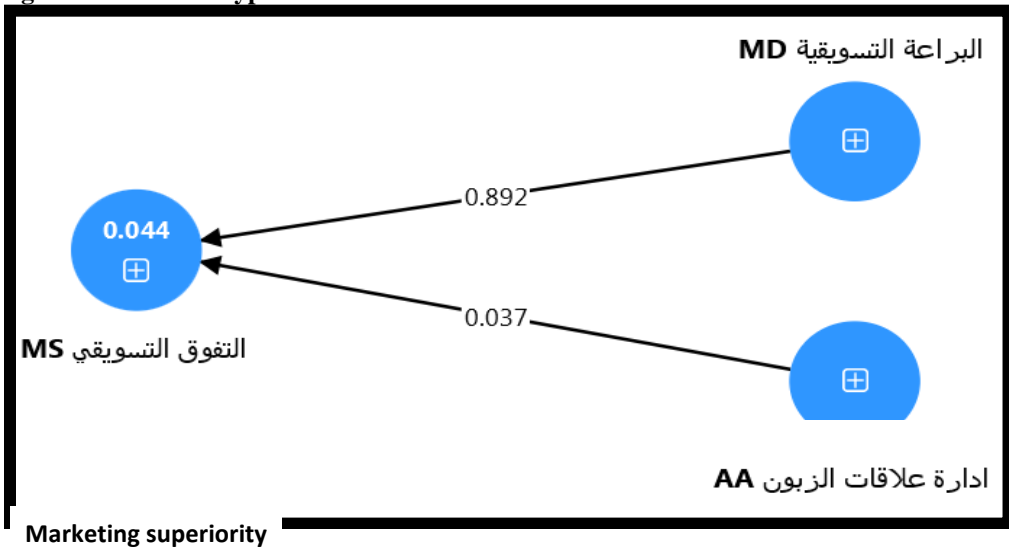 البراعة التسويقية MD
0.892
0.044
0.037
التفوق التسويقي MS
ادارة علاقات الزبون AA
Marketing superiority